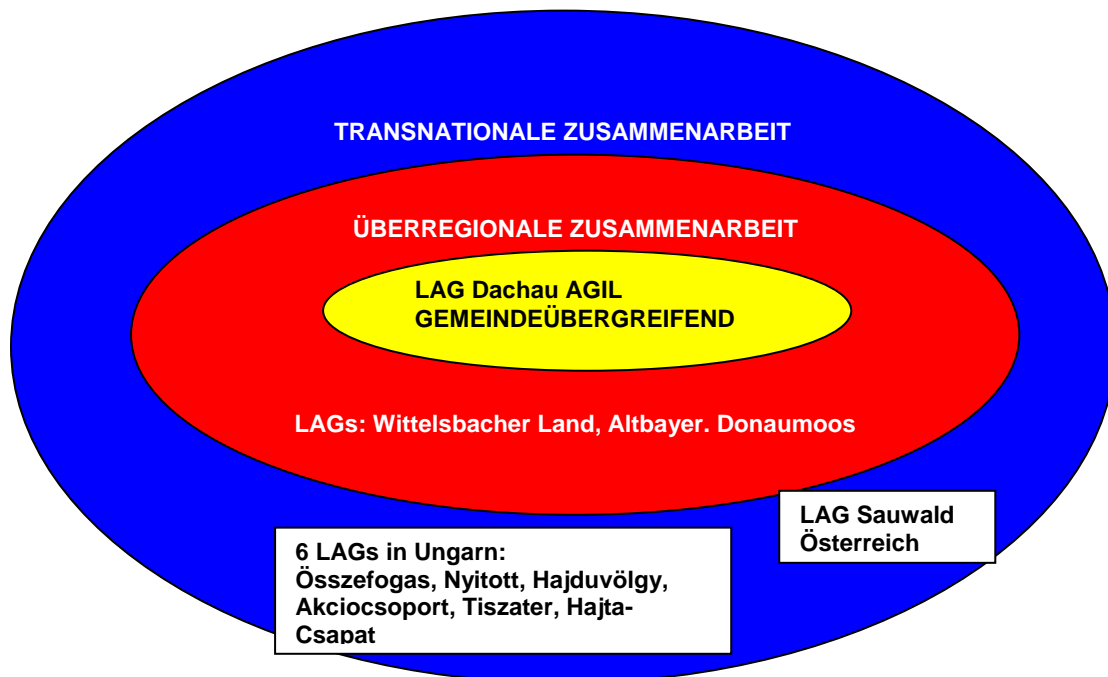 TRANSNATIONALE ZUSAMMENARBEIT
ÜBERREGIONALE ZUSAMMENARBEIT
LAG Dachau AGIL
GEMEINDEÜBERGREIFEND
LAGs: Wittelsbacher Land, Altbayer. Donaumoos
LAG Sauwald
Österreich
6 LAGs in Ungarn:
Összefogas, Nyitott, Hajduvölgy,
Akciocsoport, Tiszater, Hajta-
Csapat